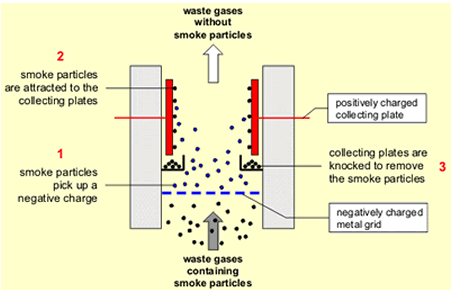 waste gases
without
smoke particles
2
smoke particles
are attracted to the
collecting plates
positively charged
collecting plate
1
smoke particles
pick up a
negative charge
collecting plates are
knocked to remove
the smoke particles
3
negatively charged
metal grid
waste gases
containing
smoke particles